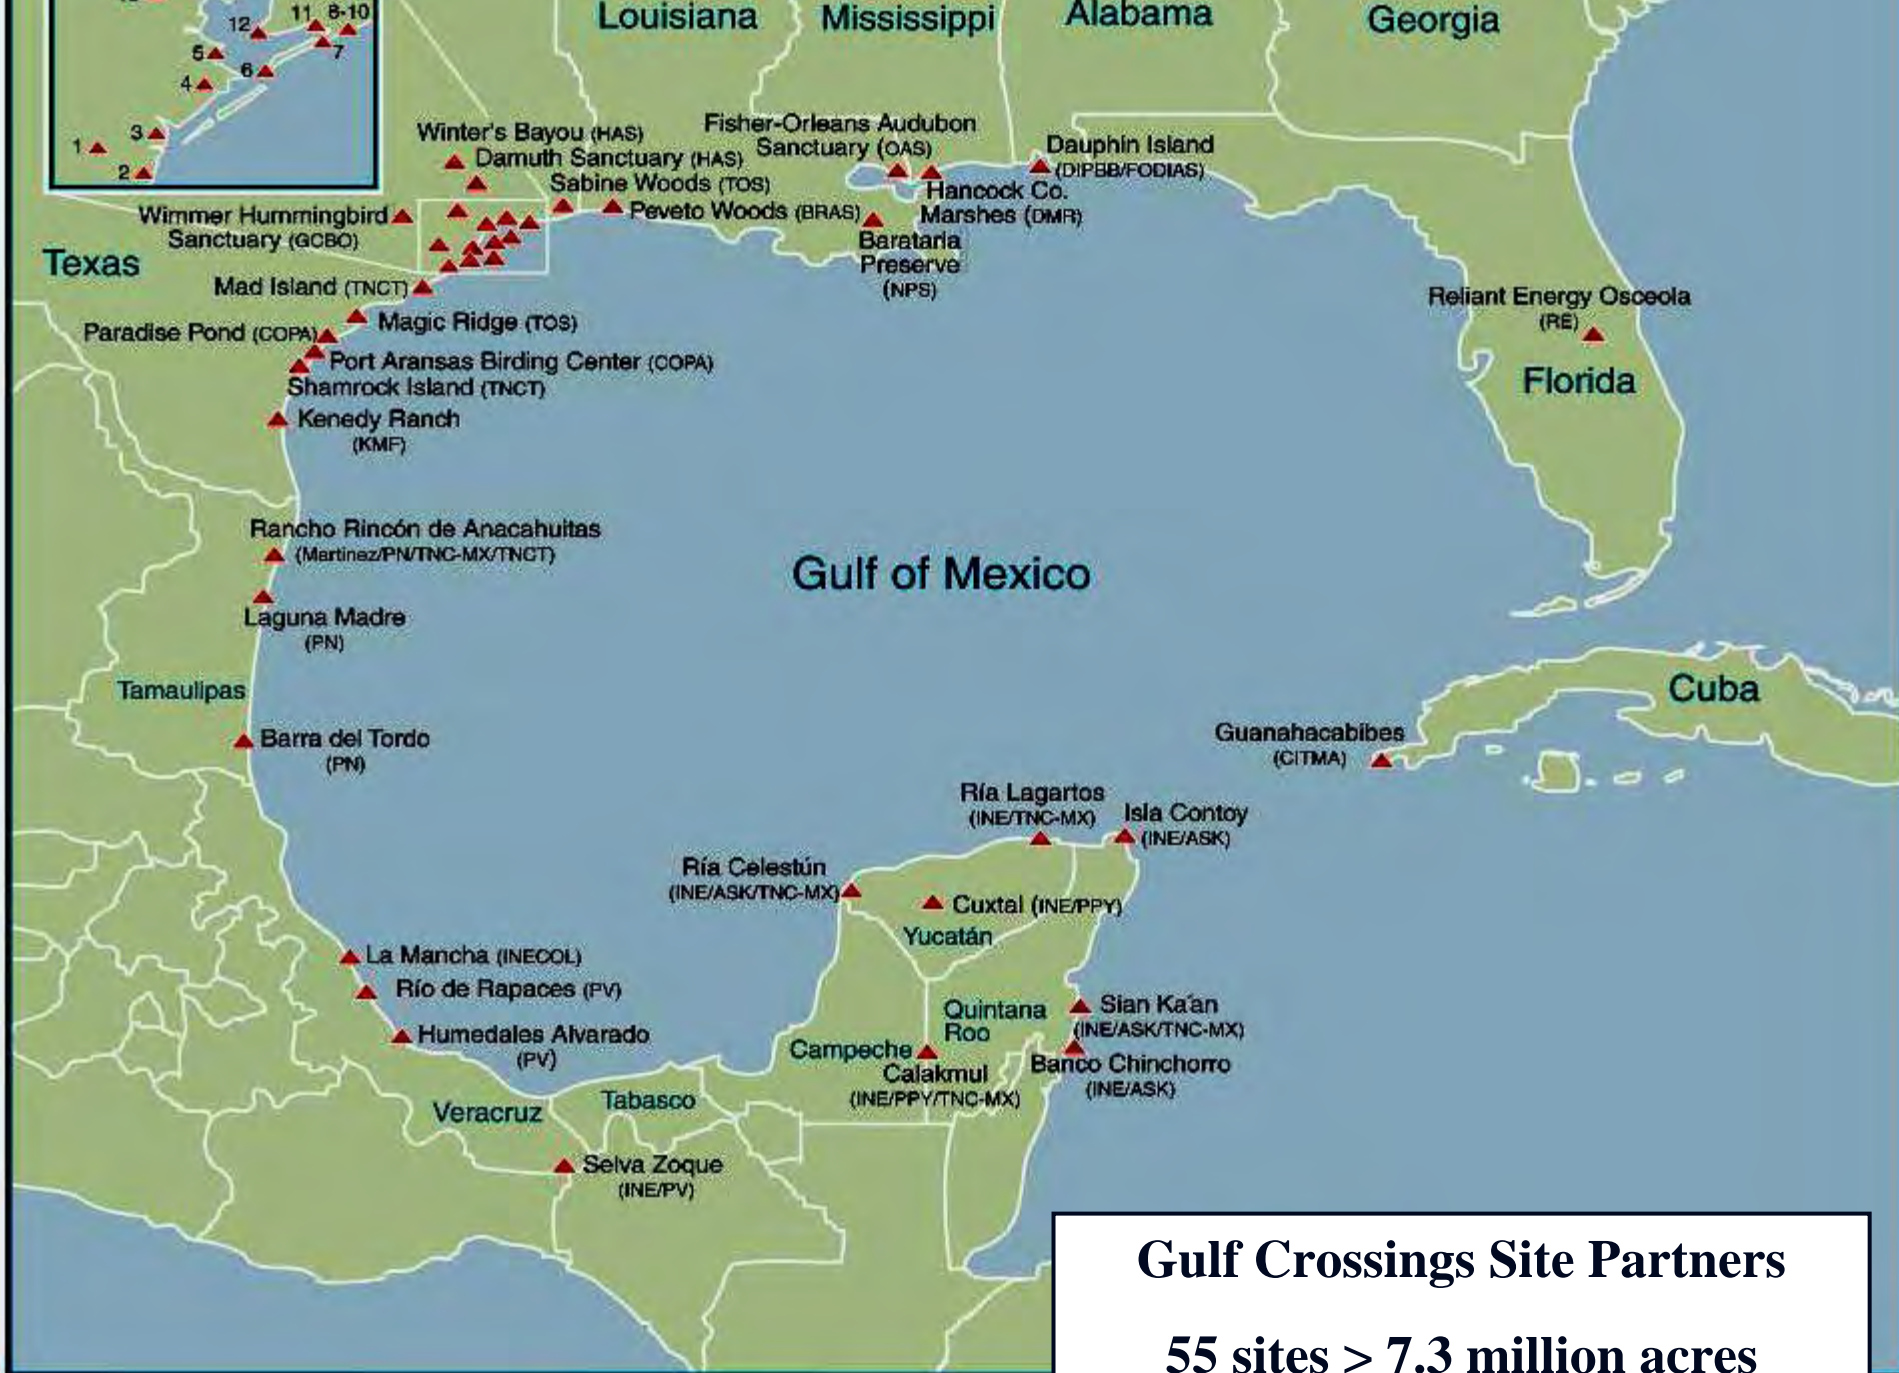 11
8-10
12
7
5
6
4
3
1
2
Louisiana
Mississippi
Alabama
Georgia
Winter's Bayou (HAS)
Damuth Sanctuary (HAS)
Sabine Woods (TOS)
Fisher-Orleans Audubon
Sanctuary (OAS)
Dauphin Island
(DIPBB/FODIAS)
Hancock Co.
Marshes (DMR)
Wimmer Hummingbird
Sanctuary (GCBO)
Peveto Woods (BRAS)
Barataria
Preserve
(NPS)
Texas
Mad Island (TNCT)
Magic Ridge (TOS)
Paradise Pond (COPA)
Port Aransas Birding Center (COPA)
Shamrock Island (TNCT)
Kenedy Ranch
(KMF)
Reliant Energy Osceola
(RE)
Florida
Rancho Rincón de Anacahuitas
(Martinez/PN/TNC-MX/TNCT)
Gulf of Mexico
Laguna Madre
(PN)
Tamaulipas
Barra del Tordo
(PN)
Cuba
Guanahacabibes
(CITMA)
Ría Lagartos
(INE/TNC-MX)
Isla Contoy
(INE/ASK)
Ría Celestún
(INE/ASK/TNC-MX)
Cuxtal (INE/PPY)
Yucatán
La Mancha (INECOL)
Río de Rapaces (PV)
Humedales Alvarado
(PV)
Quintana
Roo
Sian Ka'an
(INE/ASK/TNC-MX)
Campeche
Calakmul
(INE/PPY/TNC-MX)
Banco Chinchorro
(INE/ASK)
Veracruz
Tabasco
Selva Zoque
(INE/PV)
Gulf Crossings Site Partners
55 sites > 7.3 million acres